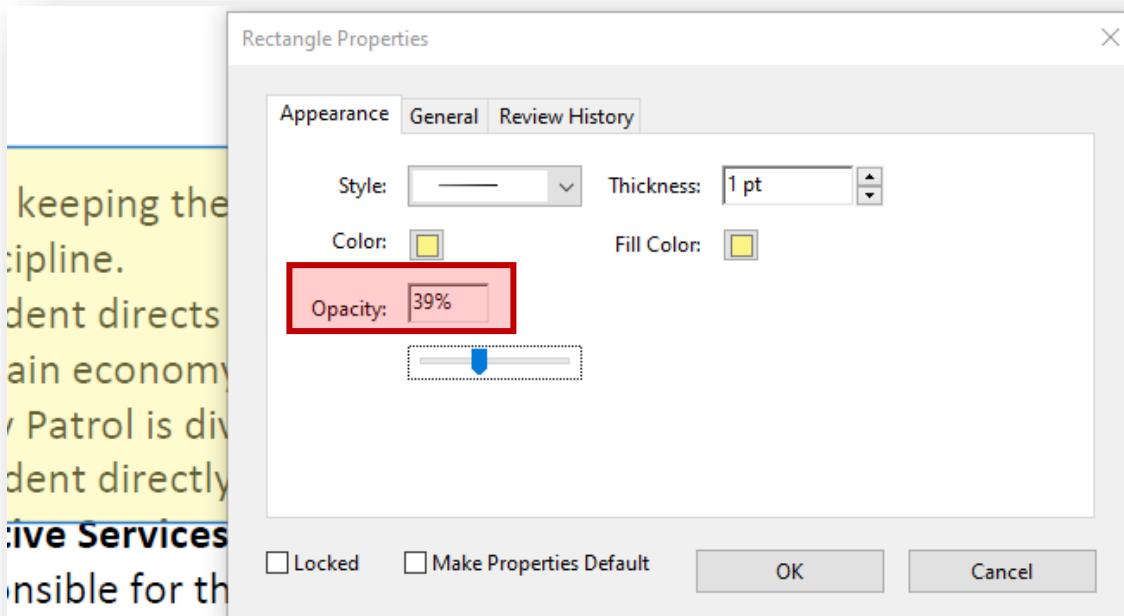 Rectangle Properties
Appearance General Review History
Style: Thickness: 1 pt
Color: Fill Color:
Opacity: 39%
Locked Make Properties Default OK Cancel
keeping the
cipline.
dent directs
ain economy
Patrol is div
dent directly
tive Services
onsible for th